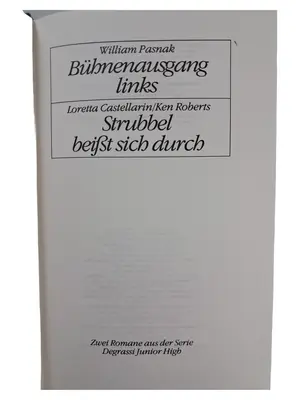 William Pasnak
Bühnenausgang
links
Loretta Castellarin/Ken Roberts
Strubbel
beißt sich durch
Zwei Romane aus der Serie
Degrassi Junior High